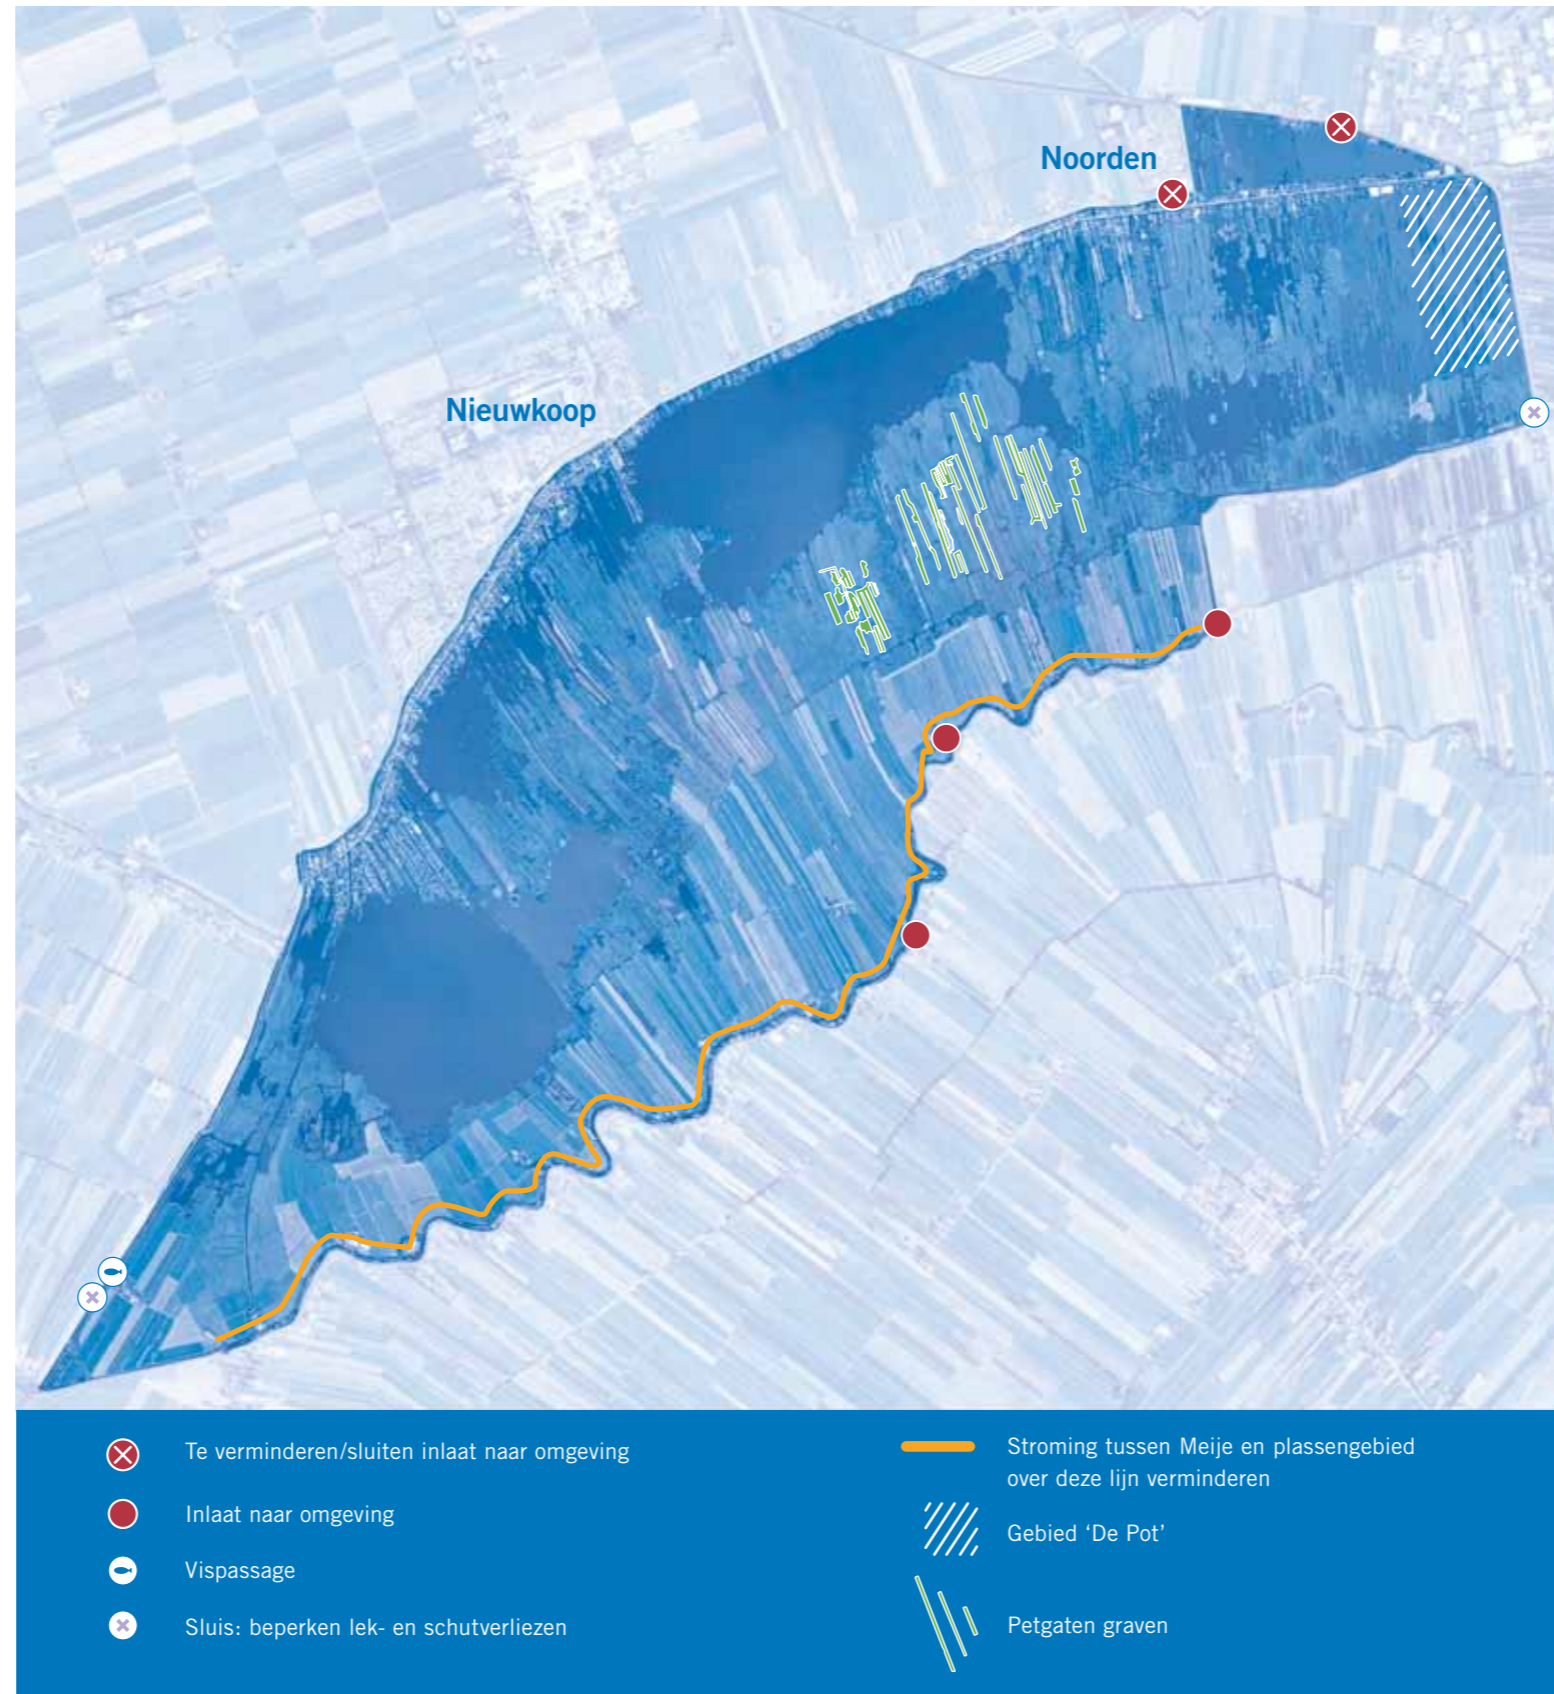 Noorden
Nieuwkoop
Te verminderen/sluiten inlaat naar omgeving
Inlaat naar omgeving
Vispassage
Sluis: beperken lek- en schutverliezen
Stroming tussen Meije en plassengebied
over deze lijn verminderen
Gebied ‘De Pot’
Petgaten graven